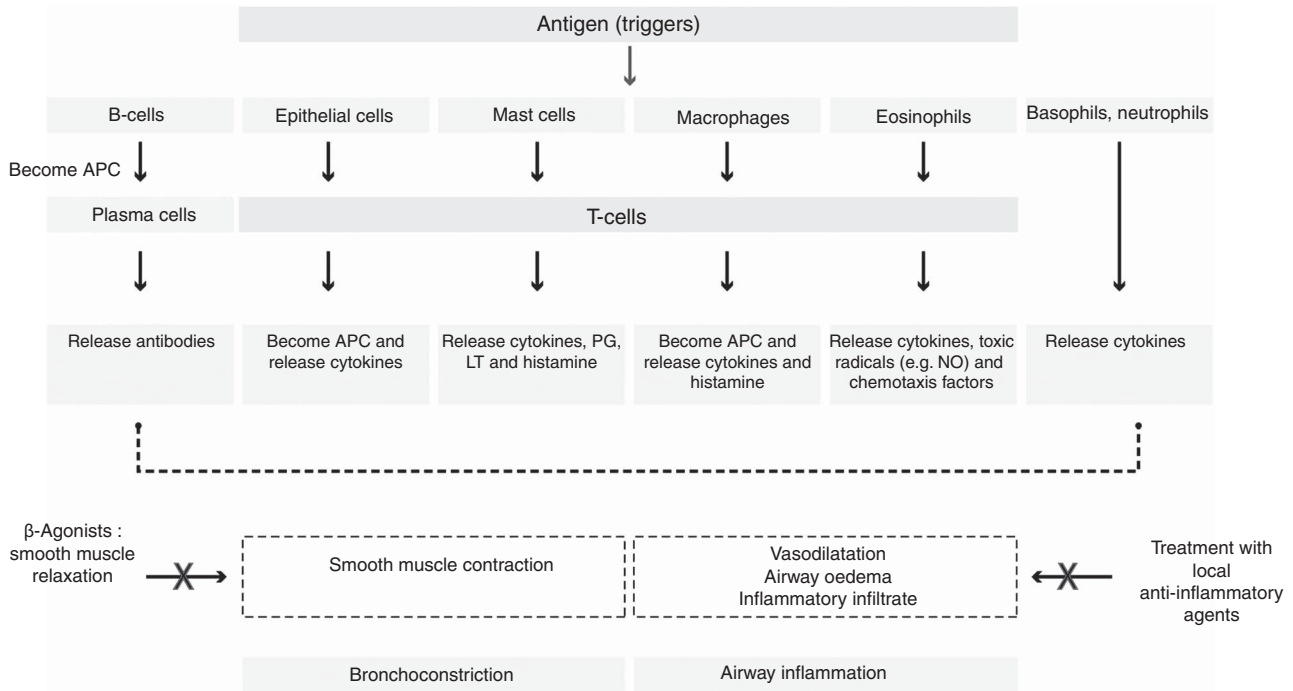 Antigen (triggers)
B-cells
Epithelial cells
Mast cells
Macrophages
Eosinophils
Basophils, neutrophils
Become APC
Plasma cells
T-cells
Release antibodies
Become APC and
release cytokines
Release cytokines, PG,
LT and histamine
Become APC and
release cytokines and
histamine
Release cytokines, toxic
radicals (e.g. NO) and
chemotaxis factors
Release cytokines
β-Agonists :
smooth muscle
relaxation
X
Smooth muscle contraction
Vasodilatation
Airway oedema
Inflammatory infiltrate
X
Treatment with
local
anti-inflammatory
agents
Bronchoconstriction
Airway inflammation